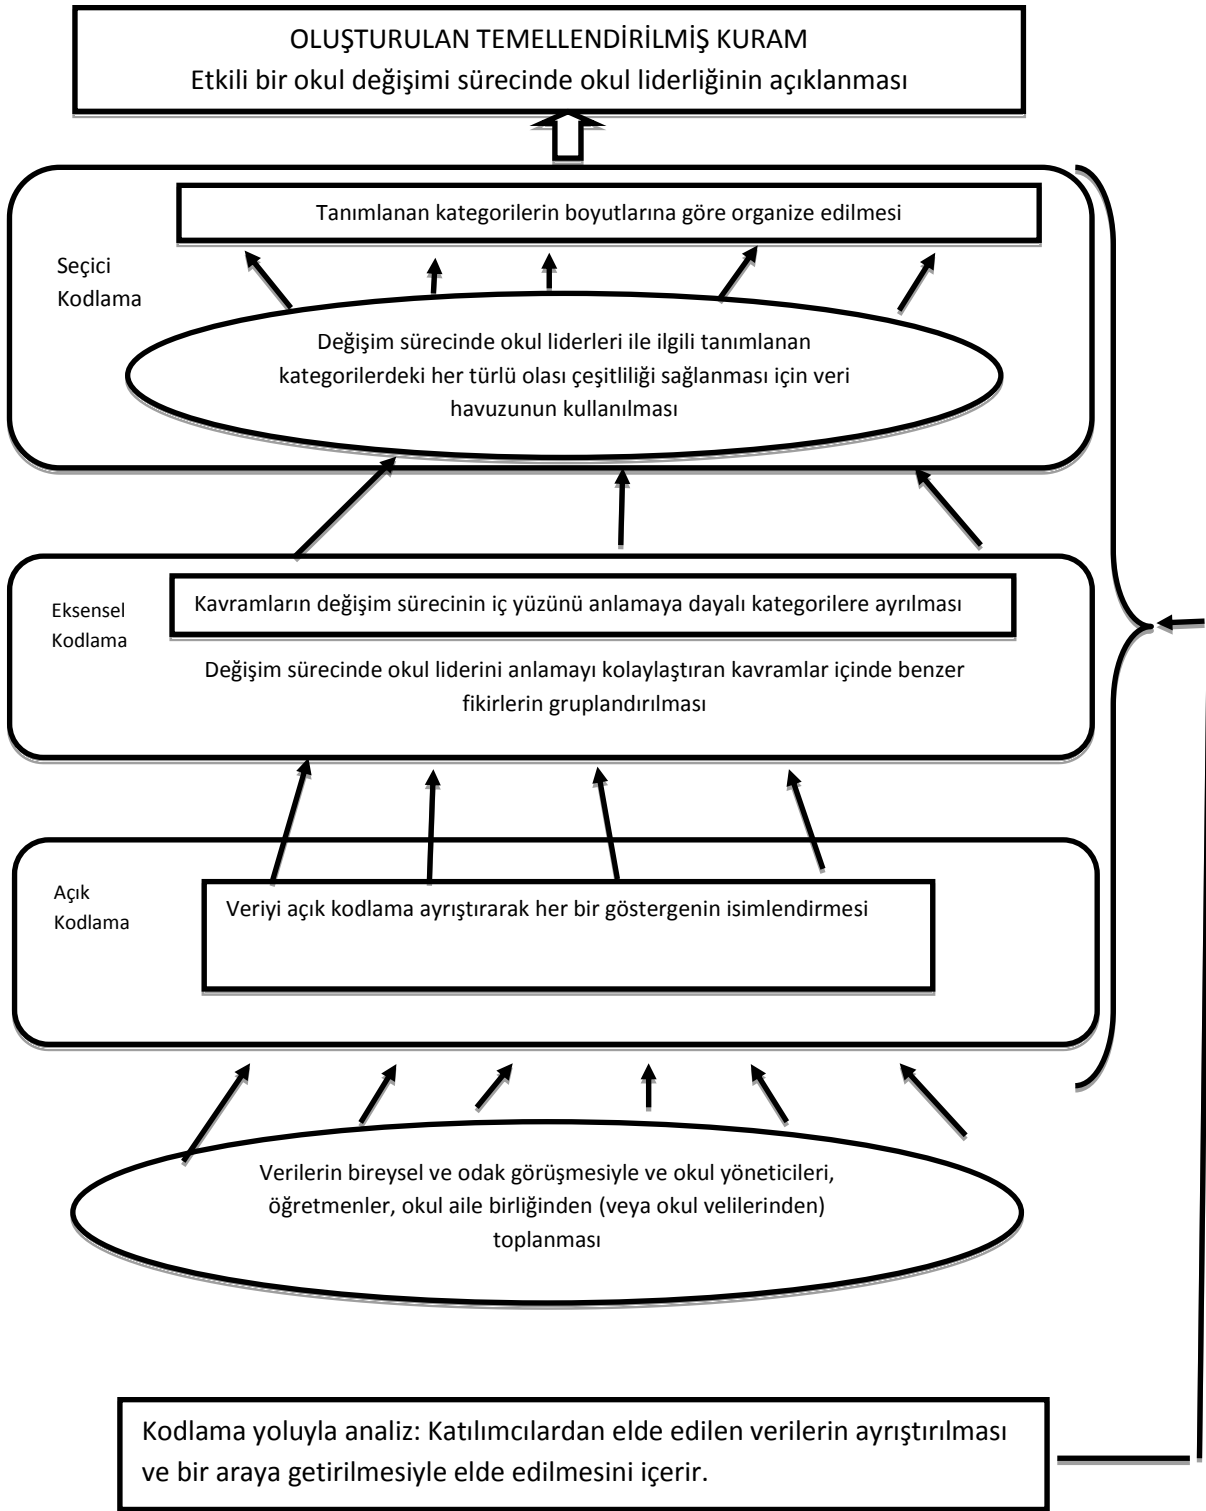 OLUŞTURULAN TEMELLENDİRİLMİŞ KURAM
Etkili bir okul değişimi sürecinde okul liderliğinin açıklanması
Tanımlanan kategorilerin boyutlarına göre organize edilmesi
Seçici
Kodlama
Değişim sürecinde okul liderleri ile ilgili tanımlanan
kategorilerdeki her türlü olası çeşitliliği sağlanması için veri
havuzunun kullanılması
Eksensel
Kodlama
Kavramların değişim sürecinin iç yüzünü anlamaya dayalı kategorilere ayrılması
Değişim sürecinde okul liderini anlamayı kolaylaştıran kavramlar içinde benzer
fikirlerin gruplandırılması
Açık
Kodlama
Veriyi açık kodlama ayrıştırarak her bir göstergenin isimlendirmesi
Verilerin bireysel ve odak görüşmesiyle ve okul yöneticileri,
öğretmenler, okul aile birliğinden (veya okul velilerinden)
toplanması
Kodlama yoluyla analiz: Katılımcılardan elde edilen verilerin ayrıştırılması
ve bir araya getirilmesiyle elde edilmesini içerir.